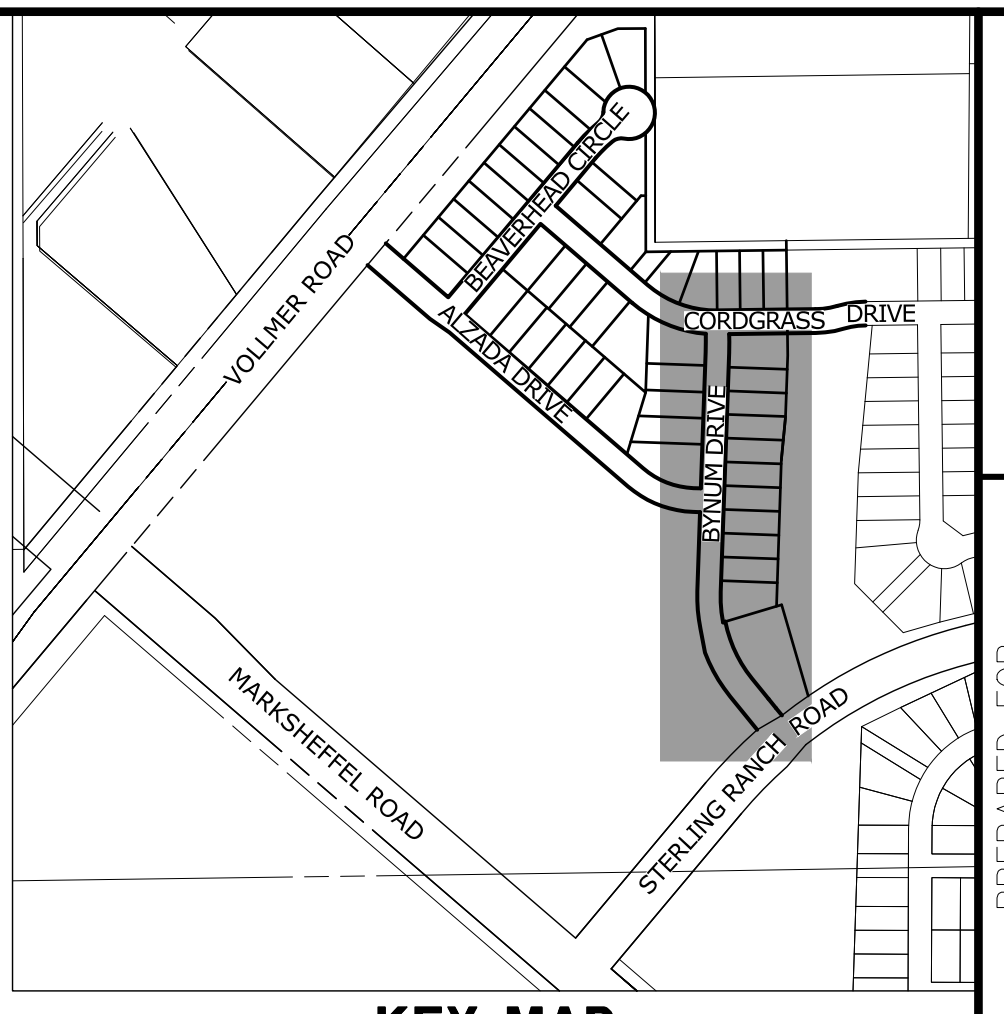 BEAVERHEAD CIRCLE
VOLLMER ROAD
ALZADA DRIVE
CORDGRASS DRIVE
BYNUM DRIVE
MARKSHEFFEL ROAD
STERLING RANCH ROAD
KEY MAP